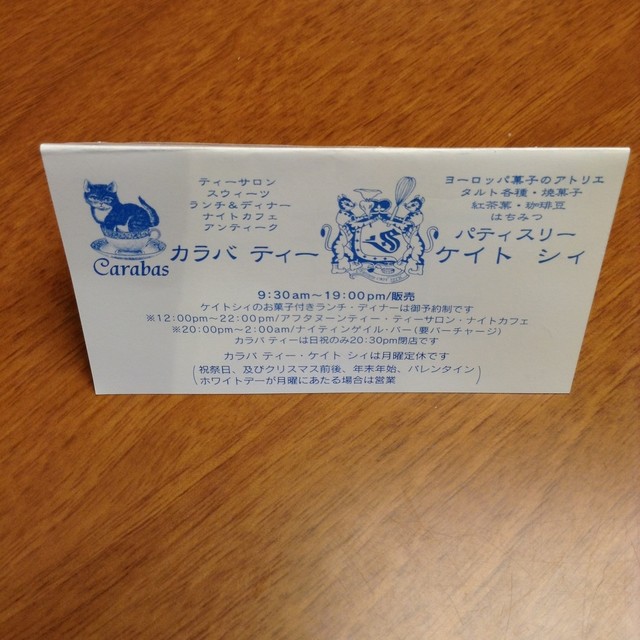 ティーサロン
スウィーツ
ランチ&ディナー
ナイトカフェ
アンティーク
カラバ ティー
Carabas
ヨーロッパ菓子のアトリエ
タルト各種・焼菓子
紅茶葉・珈琲豆
はちみつ
パティスリー
ケイト シィ
9:30am～19:00pm/販売
ケイトシィのお菓子付きランチ・ディナーは御予約制です
※12:00pm～22:00pm/アフタヌーンティー・ティーサロン・ナイトカフェ
※20:00pm～2:00am/ナイティンゲイル・バー(要バーチャージ)
カラバ ティーは日祝のみ20:30pm閉店です
カラバ ティー・ケイト シィは月曜定休です
(祝祭日、及びクリスマス前後、年末年始、バレンタイン
ホワイトデーが月曜にあたる場合は営業)